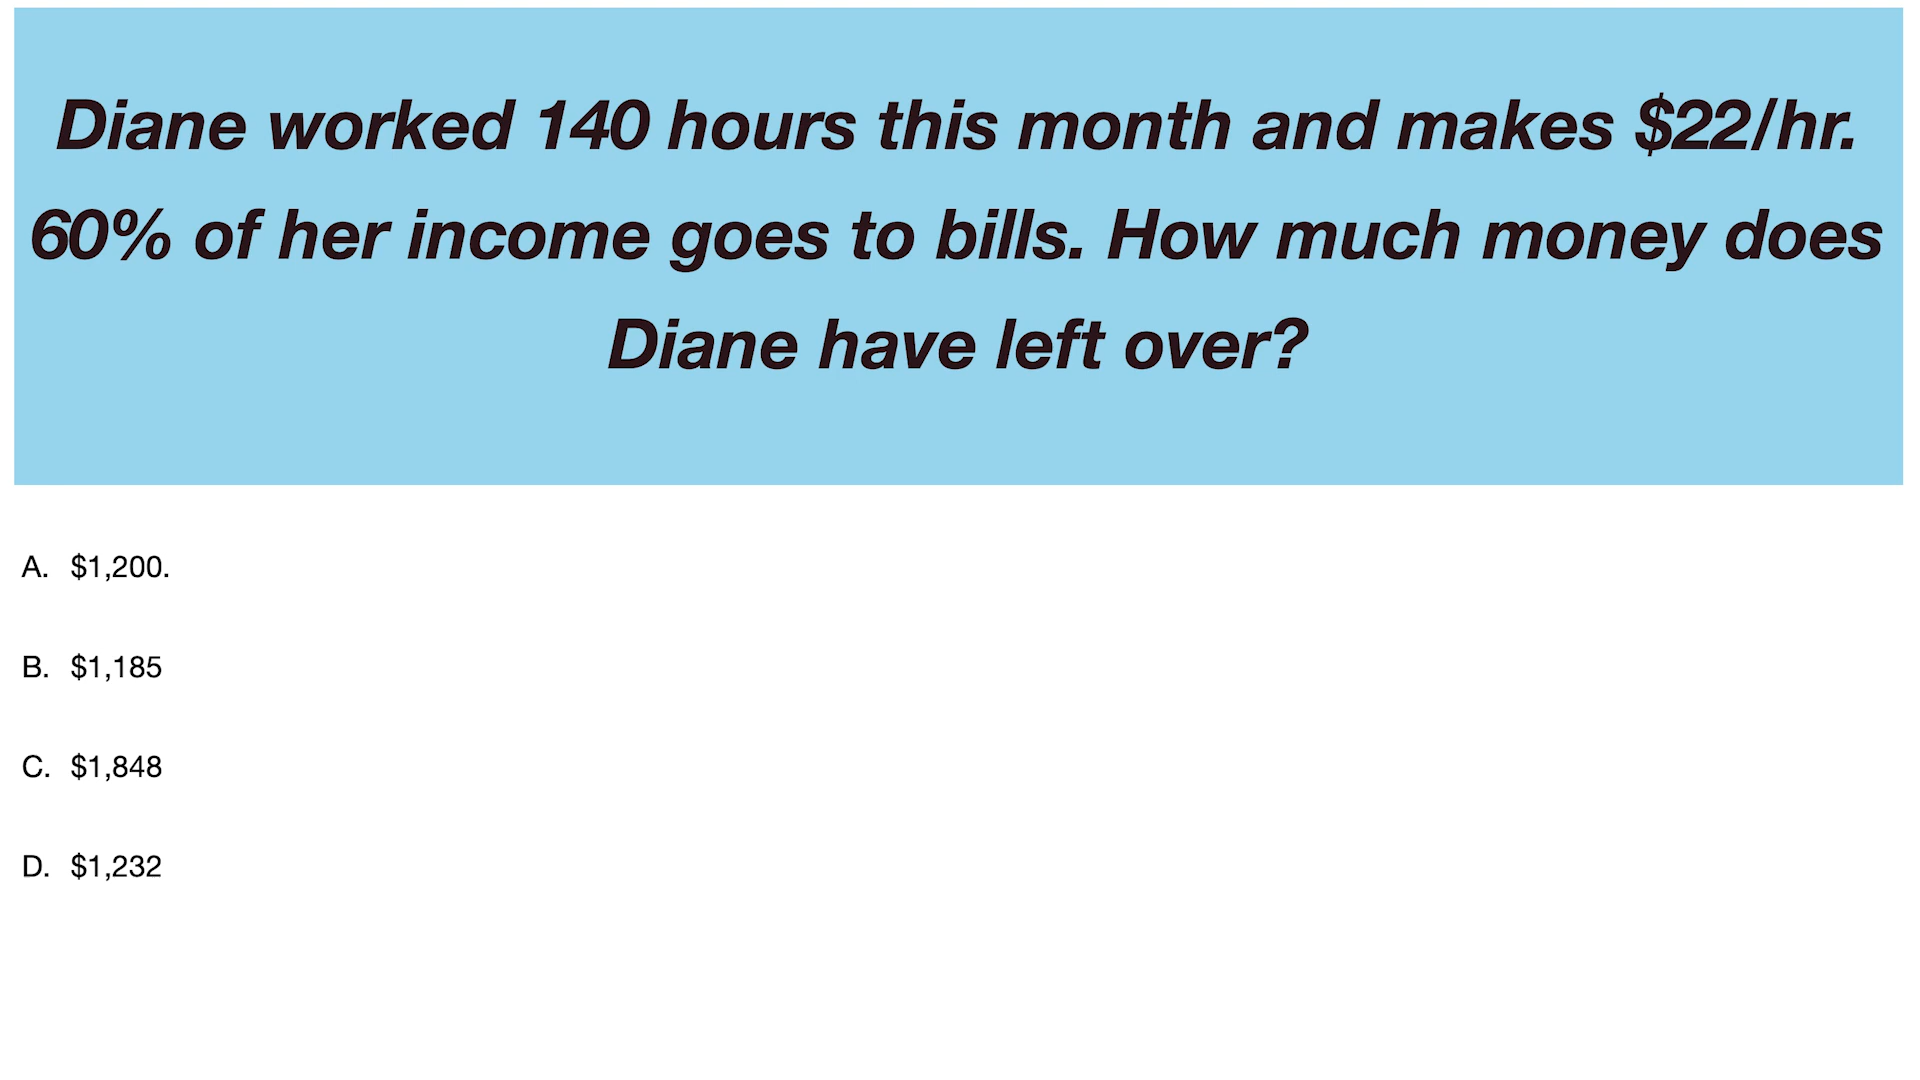 Diane worked 140 hours this month and makes $22/hr.
60% of her income goes to bills. How much money does
Diane have left over?
A. $1,200.
B. $1,185
C. $1,848
D. $1,232